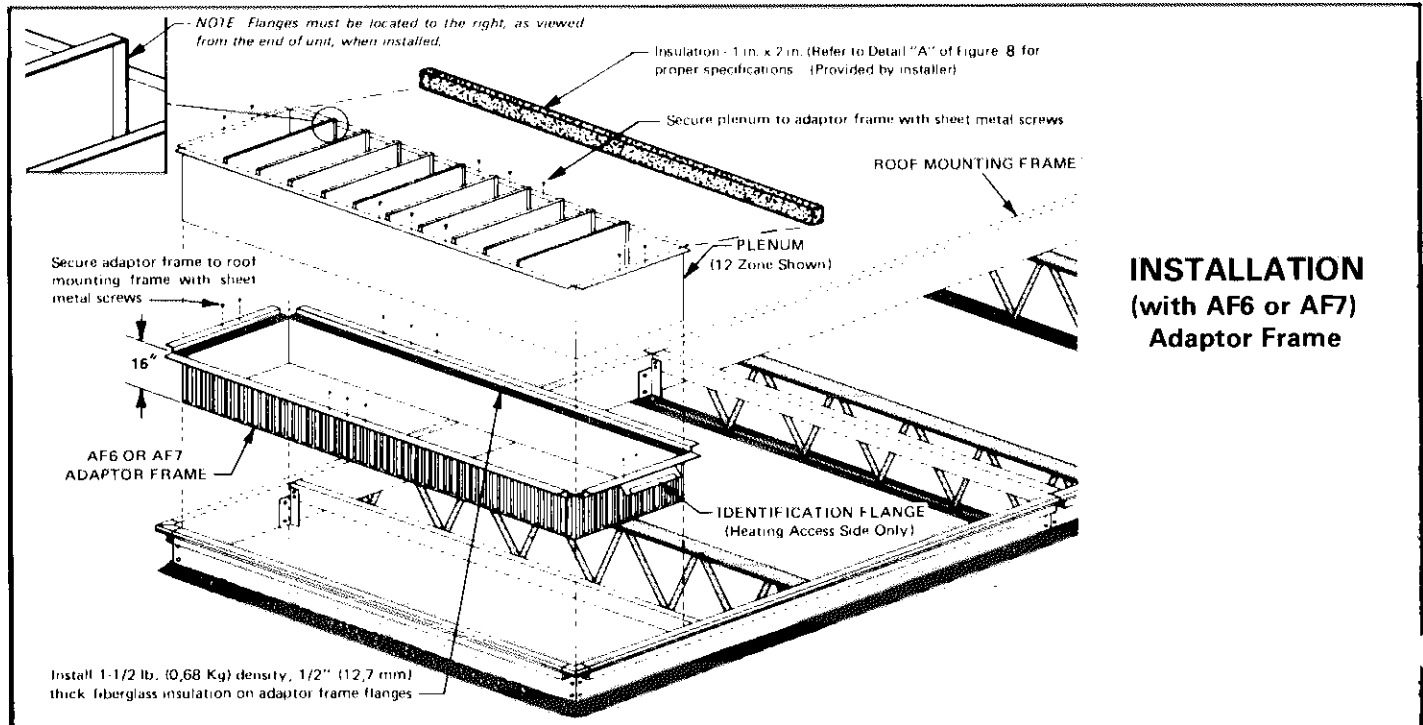 NOTE Flanges must be located to the right, as viewed
from the end of unit, when installed.
Insulation - 1 in. x 2 in. (Refer to Detail "A" of Figure 8 for
proper specifications (Provided by installer)
Secure plenum to adaptor frame with sheet metal screws
ROOF MOUNTING FRAME
PLENUM
(12 Zone Shown)
Secure adaptor frame to roof
mounting frame with sheet
metal screws
INSTALLATION
(with AF6 or AF7)
Adaptor Frame
16"
AF6 OR AF7
ADAPTOR FRAME
IDENTIFICATION FLANGE
(Heating Access Side Only)
Install 1-1/2 lb. (0,68 Kg) density, 1/2" (12,7 mm)
thick fiberglass insulation on adaptor frame flanges